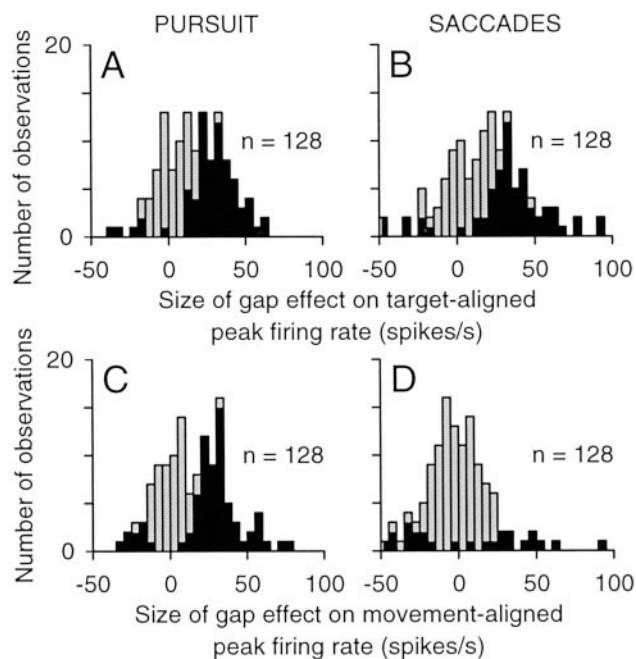 PURSUIT
SACCADES
Number of observations
20
10
0
A
n = 128
B
n = 128
-50 0 50 100
-50 0 50 100
Size of gap effect on target-aligned
peak firing rate (spikes/s)
Number of observations
20
10
0
C
n = 128
D
n = 128
-50 0 50 100
-50 0 50 100
Size of gap effect on movement-aligned
peak firing rate (spikes/s)